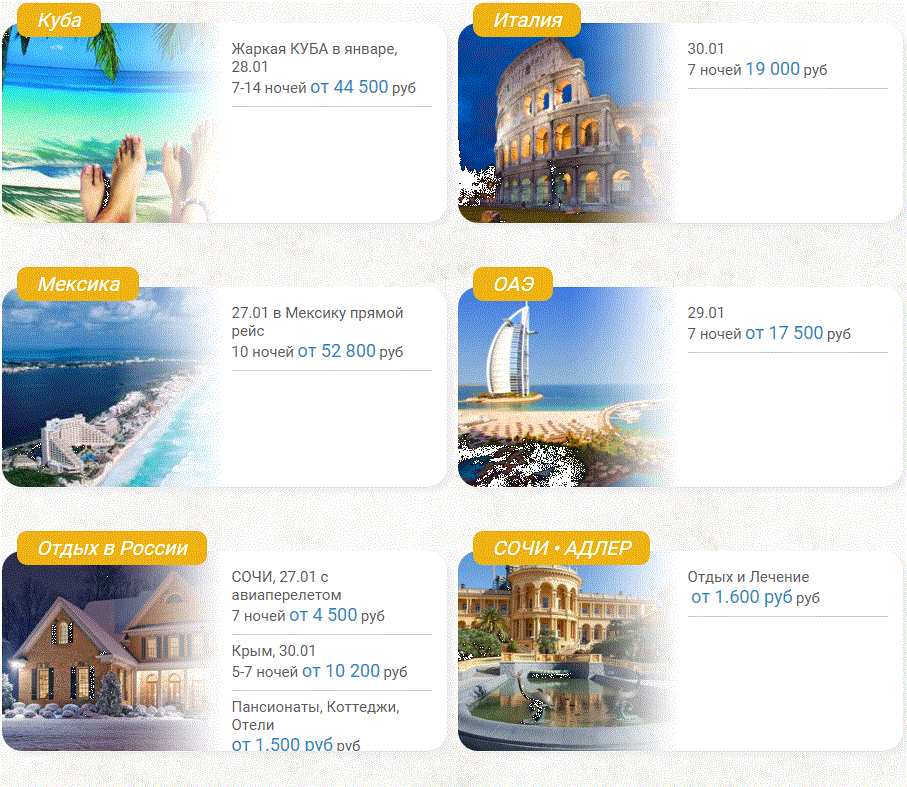 Куба
Жаркая КУБА в январе,
28.01
7-14 ночей от 44 500 руб
Италия
30.01
7 ночей 19 000 руб
Мексика
27.01 в Мексику прямой
рейс
10 ночей от 52 800 руб
ОАЭ
29.01
7 ночей от 17 500 руб
Отдых в России
СОЧИ, 27.01 с
авиаперелетом
7 ночей от 4 500 руб
Крым, 30.01
5-7 ночей от 10 200 руб
Пансионаты, Коттеджи,
Отели
от 1.500 руб руб
СОЧИ • АДЛЕР
Отдых и Лечение
от 1.600 руб руб